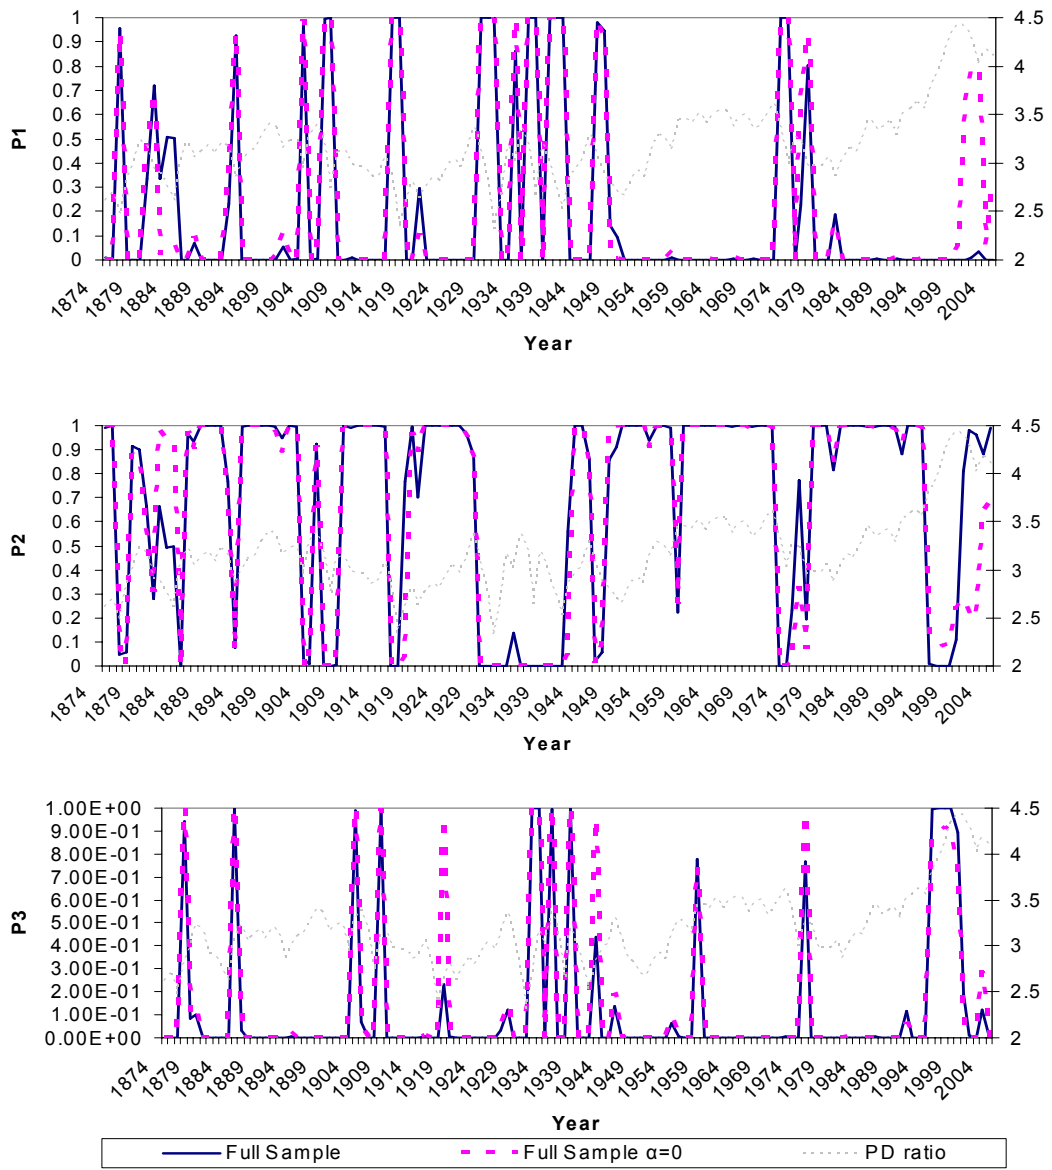 P1
1
0.9
0.8
0.7
0.6
0.5
0.4
0.3
0.2
0.1
0
4.5
4
3.5
3
2.5
2
1874 1879 1884 1889 1894 1899 1904 1909 1914 1919 1924 1929 1934 1939 1944 1949 1954 1959 1964 1969 1974 1979 1984 1989 1994 1999 2004
Year
P2
1
0.9
0.8
0.7
0.6
0.5
0.4
0.3
0.2
0.1
0
4.5
4
3.5
3
2.5
2
1874 1879 1884 1889 1894 1899 1904 1909 1914 1919 1924 1929 1934 1939 1944 1949 1954 1959 1964 1969 1974 1979 1984 1989 1994 1999 2004
Year
P3
1.00E+00
9.00E-01
8.00E-01
7.00E-01
6.00E-01
5.00E-01
4.00E-01
3.00E-01
2.00E-01
1.00E-01
0.00E+00
4.5
4
3.5
3
2.5
2
1874 1879 1884 1889 1894 1899 1904 1909 1914 1919 1924 1929 1934 1939 1944 1949 1954 1959 1964 1969 1974 1979 1984 1989 1994 1999 2004
Year
Full Sample Full Sample α=0 PD ratio